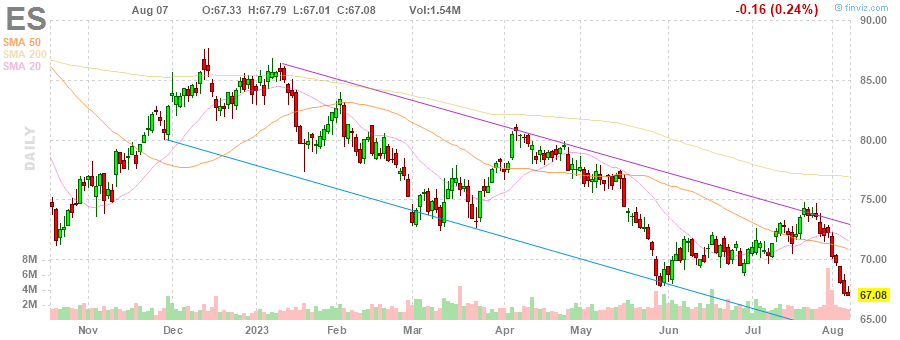 ES
Aug 07 O:67.33 H:67.79 L:67.01 C:67.08 Vol:1.54M -0.16 (0.24%)
© finviz.com
SMA 50
SMA 200
SMA 20
DAILY
90.00
85.00
80.00
75.00
70.00
67.08
65.00
8M
6M
4M
2M
Nov Dec 2023 Feb Mar Apr May Jun Jul Aug